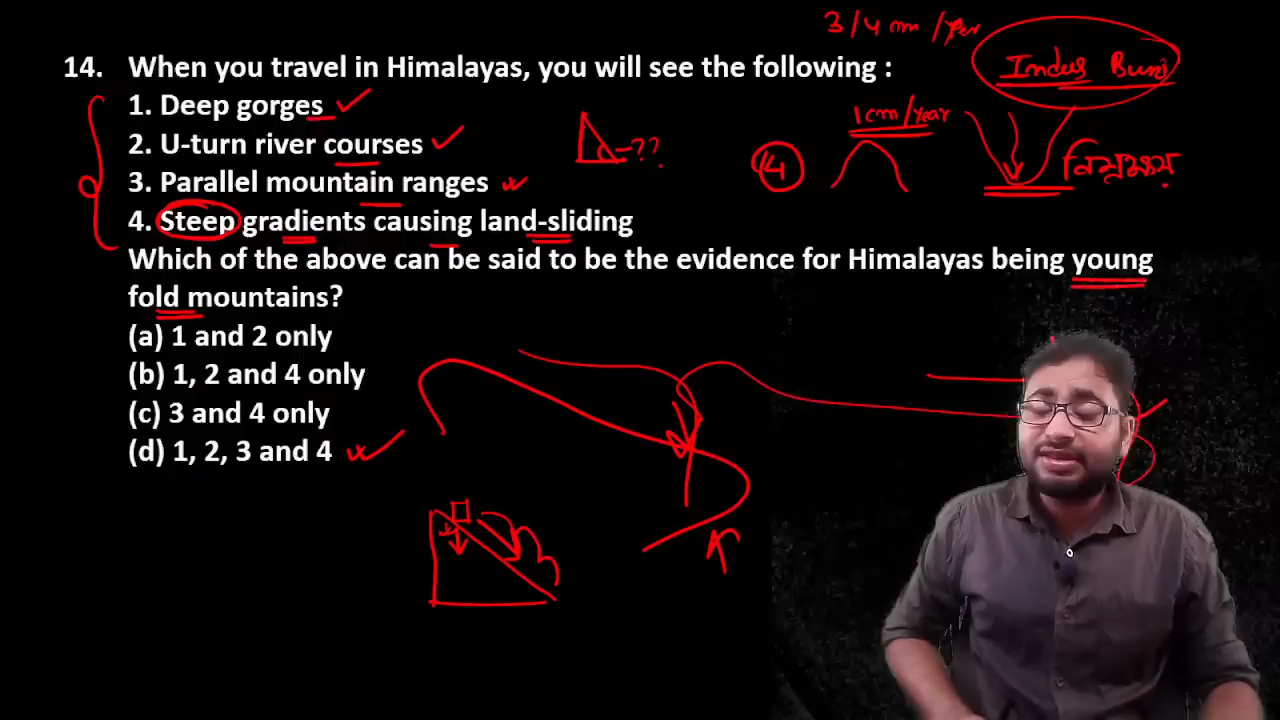 3/4 cm /year
14. When you travel in Himalayas, you will see the following :
Indus
1. Deep gorges
1 cm/year
2. U-turn river courses
??
4
3. Parallel mountain ranges
4. Steep gradients causing land-sliding
Which of the above can be said to be the evidence for Himalayas being young
fold mountains?
(a) 1 and 2 only
(b) 1, 2 and 4 only
(c) 3 and 4 only
(d) 1, 2, 3 and 4